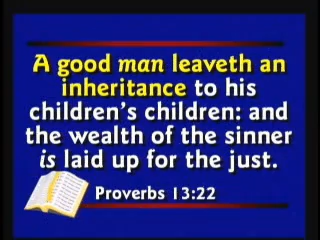 A good man leaveth an
inheritance to his
children's children: and
the wealth of the sinner
is laid up for the just.
Proverbs 13:22